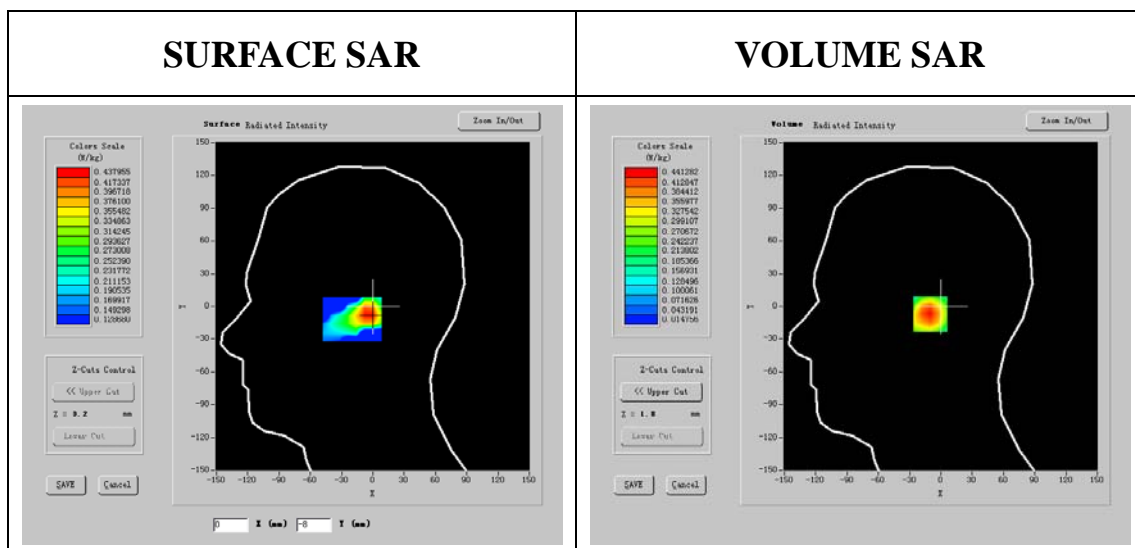 SURFACE SAR
VOLUME SAR
Surface Radiated Intensity
Zoom In/Out
Colors Scale
(W/kg)
0.437955
0.417337
0.396718
0.376100
0.355482
0.334863
0.314245
0.293627
0.273008
0.252390
0.231772
0.211153
0.190535
0.169917
0.149298
0.128680
150
120
90
60
30
0
-30
-60
-90
-120
-150
Y
-150 -120 -90 -60 -30 0 30 60 90 120 150
X
Z-Cuts Control
<< Upper Cut
Lower Cut
SAVE Cancel
0 X (mm) -8 Y (mm)
Volume Radiated Intensity
Zoom In/Out
Colors Scale
(W/kg)
0.441282
0.412847
0.384412
0.355977
0.327542
0.299107
0.270672
0.242237
0.213802
0.185366
0.156931
0.128496
0.100061
0.071626
0.043191
0.014756
150
120
90
60
30
0
-30
-60
-90
-120
-150
Y
-150 -120 -90 -60 -30 0 30 60 90 120 150
X
Z-Cuts Control
<< Upper Cut
Z = 1.8 mm
Lower Cut
SAVE Cancel